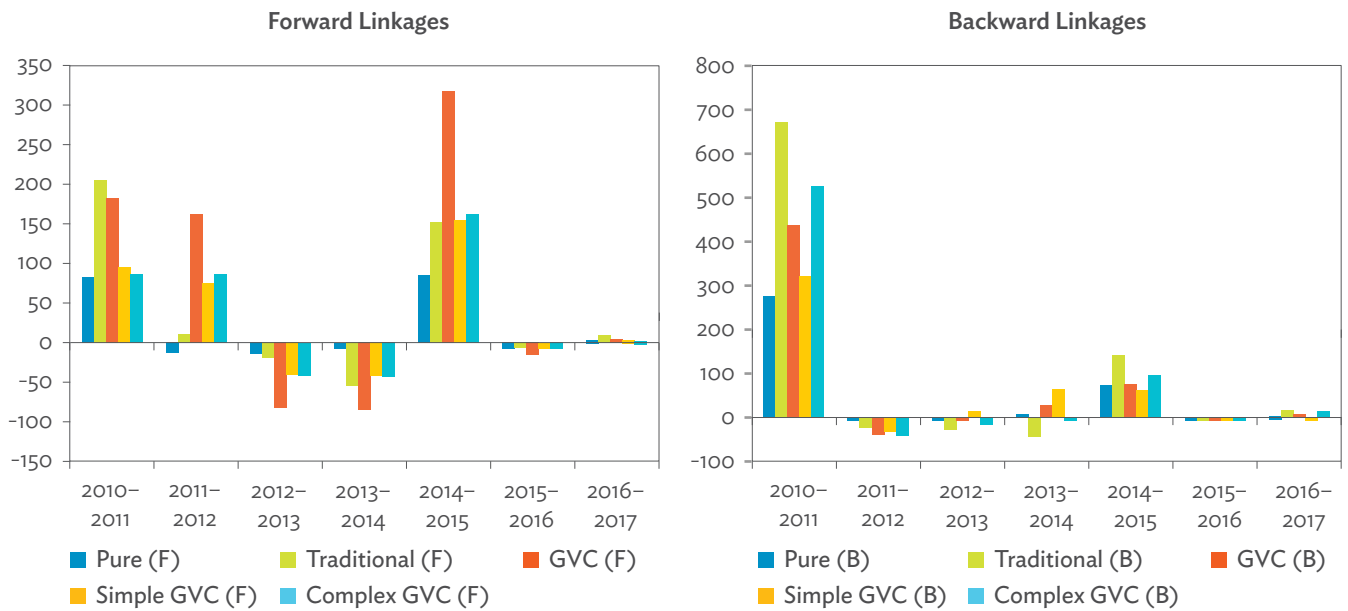 Forward Linkages
350
300
250
200
150
100
50
0
-50
-100
-150
2010– 2011– 2012– 2013– 2014– 2015– 2016–
2011 2012 2013 2014 2015 2016 2017
Pure (F) Traditional (F) GVC (F)
Simple GVC (F) Complex GVC (F)
Backward Linkages
800
700
600
500
400
300
200
100
0
-100
2010– 2011– 2012– 2013– 2014– 2015– 2016–
2011 2012 2013 2014 2015 2016 2017
Pure (B) Traditional (B) GVC (B)
Simple GVC (B) Complex GVC (B)